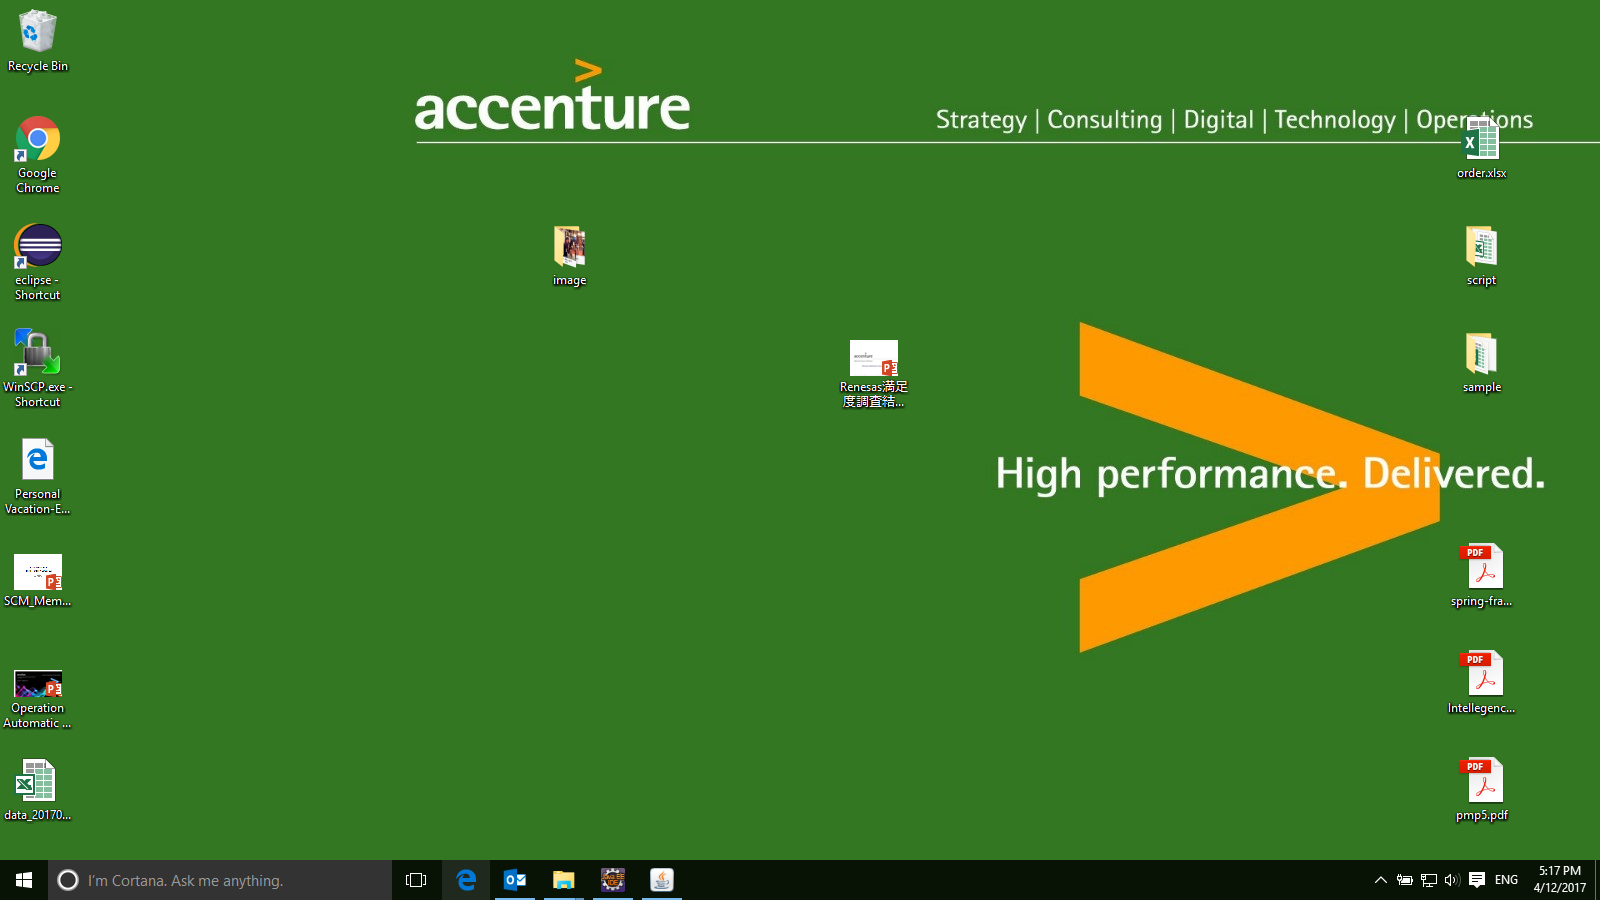 Recycle Bin
Google
Chrome
eclipse -
Shortcut
WinSCP.exe -
Shortcut
Personal
Vacation-E...
SCM_Mem...
Operation
Automatic ...
data_20170...
>
accenture
Strategy | Consulting | Digital | Technology | Operations
image
Renesas満足
度調査結...
High performance. Delivered.
order.xlsx
script
sample
PDF
spring-fra...
PDF
Intellegenc...
PDF
pmp5.pdf
I'm Cortana. Ask me anything.
ENG
5:17 PM
4/12/2017